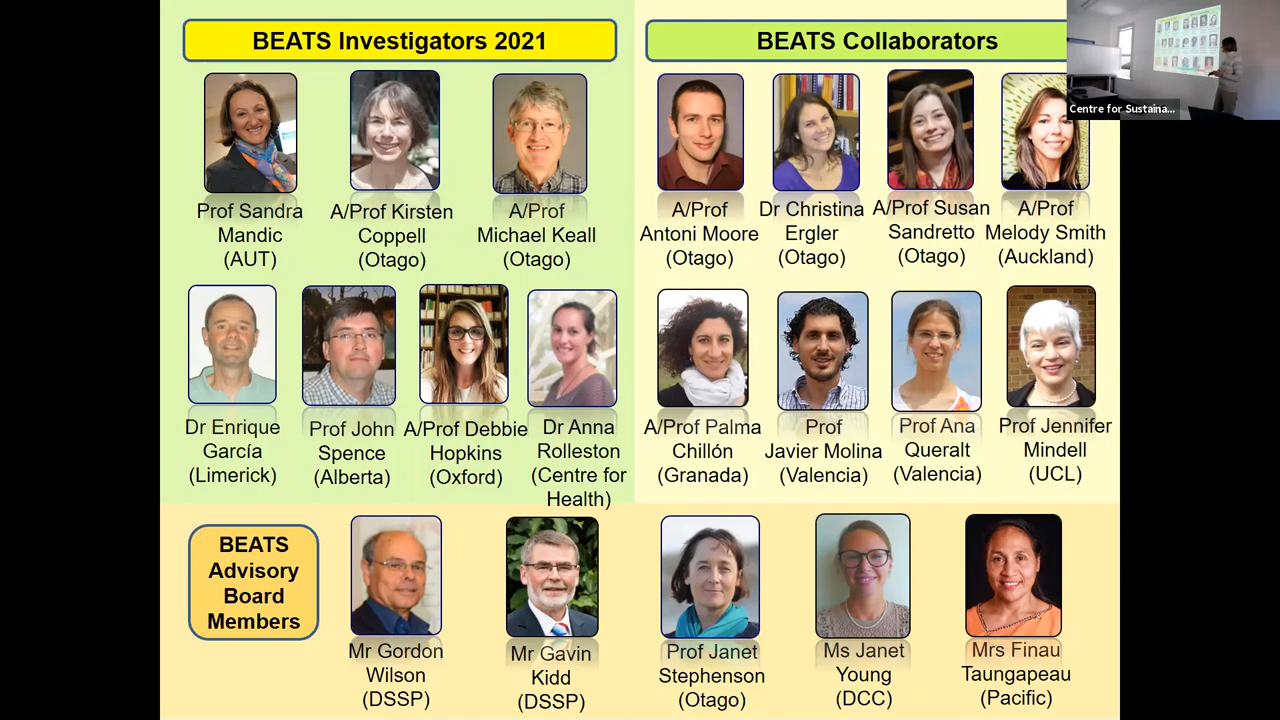 BEATS Investigators 2021
Prof Sandra
Mandic
(AUT)
A/Prof Kirsten
Coppell
(Otago)
A/Prof
Michael Keall
(Otago)
Dr Enrique
García
(Limerick)
Prof John
Spence
(Alberta)
A/Prof Debbie
Hopkins
(Oxford)
Dr Anna
Rolleston
(Centre for
Health)
BEATS Collaborators
A/Prof
Antoni Moore
(Otago)
Dr Christina
Ergler
(Otago)
A/Prof Susan
Sandretto
(Otago)
A/Prof
Melody Smith
(Auckland)
A/Prof Palma
Chillón
(Granada)
Prof
Javier Molina
(Valencia)
Prof Ana
Queralt
(Valencia)
Prof Jennifer
Mindell
(UCL)
BEATS
Advisory
Board
Members
Mr Gordon
Wilson
(DSSP)
Mr Gavin
Kidd
(DSSP)
Prof Janet
Stephenson
(Otago)
Ms Janet
Young
(DCC)
Mrs Finau
Taungapeau
(Pacific)
Centre for Sustaina...